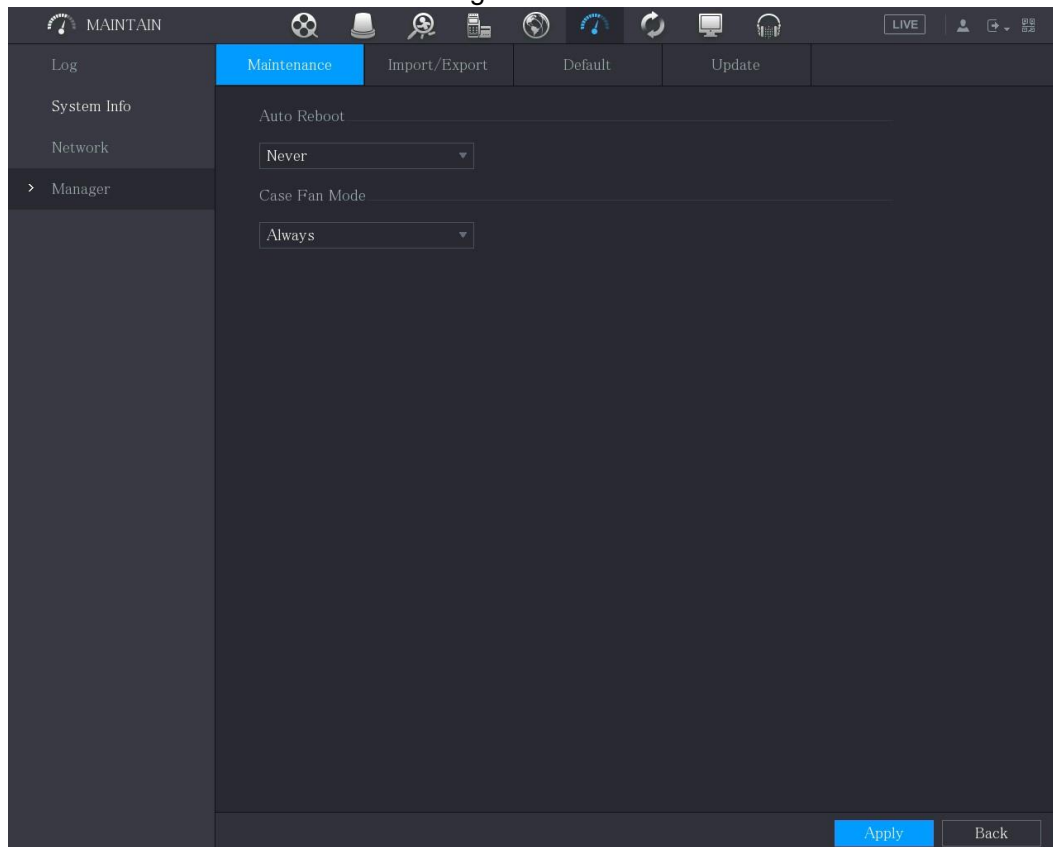 MAINTAIN
LIVE
Log
Maintenance
Import/Export
Default
Update
System Info
Auto Reboot
Network
Never
> Manager
Case Fan Mode
Always
Apply
Back